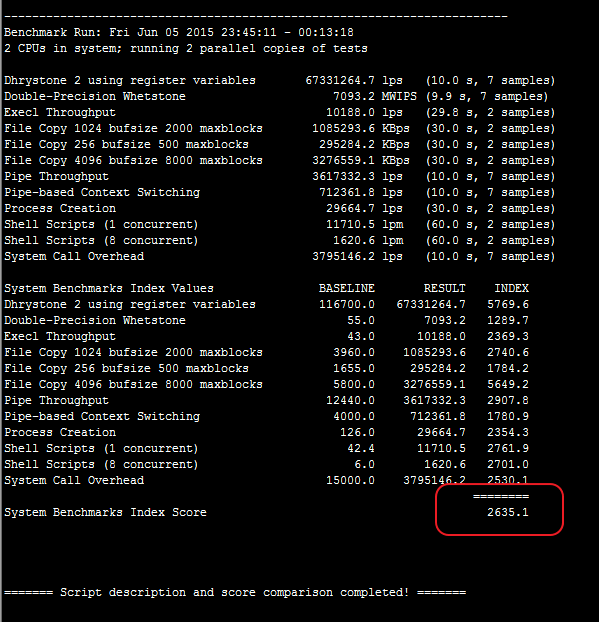 ------------------------------------------------------------------------
Benchmark Run: Fri Jun 05 2015 23:45:11 - 00:13:18
2 CPUs in system; running 2 parallel copies of tests

Dhrystone 2 using register variables       67331264.7 lps   (10.0 s, 7 samples)
Double-Precision Whetstone                     7093.2 MWIPS (9.9 s, 7 samples)
Execl Throughput                              10188.0 lps   (29.8 s, 2 samples)
File Copy 1024 bufsize 2000 maxblocks       1085293.6 KBps  (30.0 s, 2 samples)
File Copy 256 bufsize 500 maxblocks          295284.2 KBps  (30.0 s, 2 samples)
File Copy 4096 bufsize 8000 maxblocks       3276559.1 KBps  (30.0 s, 2 samples)
Pipe Throughput                             3617332.3 lps   (10.0 s, 7 samples)
Pipe-based Context Switching                 712361.8 lps   (10.0 s, 7 samples)
Process Creation                              29664.7 lps   (30.0 s, 2 samples)
Shell Scripts (1 concurrent)                  11710.5 lpm   (60.0 s, 2 samples)
Shell Scripts (8 concurrent)                   1620.6 lpm   (60.0 s, 2 samples)
System Call Overhead                        3795146.2 lps   (10.0 s, 7 samples)

System Benchmarks Index Values               BASELINE       RESULT    INDEX
Dhrystone 2 using register variables         116700.0   67331264.7   5769.6
Double-Precision Whetstone                       55.0       7093.2   1289.7
Execl Throughput                                 43.0      10188.0   2369.3
File Copy 1024 bufsize 2000 maxblocks          3960.0    1085293.6   2740.6
File Copy 256 bufsize 500 maxblocks            1655.0     295284.2   1784.2
File Copy 4096 bufsize 8000 maxblocks          5800.0    3276559.1   5649.2
Pipe Throughput                               12440.0    3617332.3   2907.8
Pipe-based Context Switching                   4000.0     712361.8   1780.9
Process Creation                                126.0      29664.7   2354.3
Shell Scripts (1 concurrent)                     42.4      11710.5   2761.9
Shell Scripts (8 concurrent)                      6.0       1620.6   2701.0
System Call Overhead                          15000.0    3795146.2   2530.1
                                                                   ========
System Benchmarks Index Score                                        2635.1

======= Script description and score comparison completed! =======